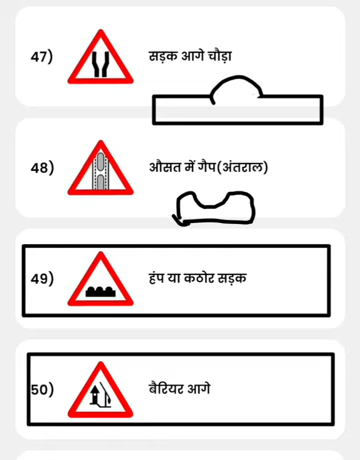 47) सड़क आगे चौड़ा
48) औसत में गैप(अंतराल)
49) हंप या कठोर सड़क
50) बैरियर आगे